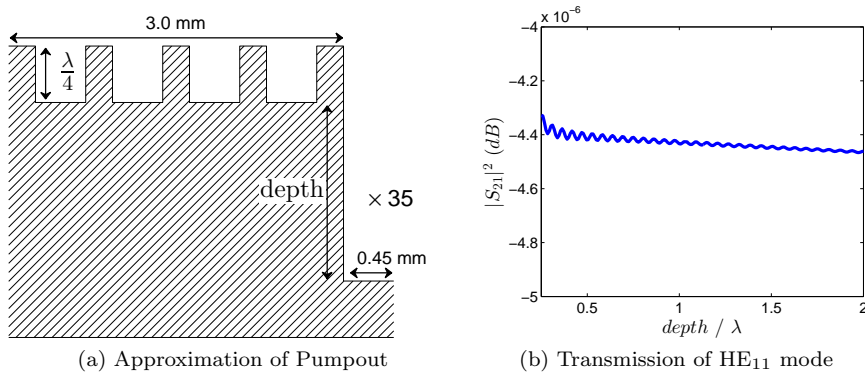 3.0 mm
λ/4
depth
× 35
0.45 mm
(a) Approximation of Pumpout
x 10⁻⁶
−4
−4.2
−4.4
−4.6
−4.8
−5
|S₂₁|² (dB)
0.5 1 1.5 2
depth / λ
(b) Transmission of HE₁₁ mode